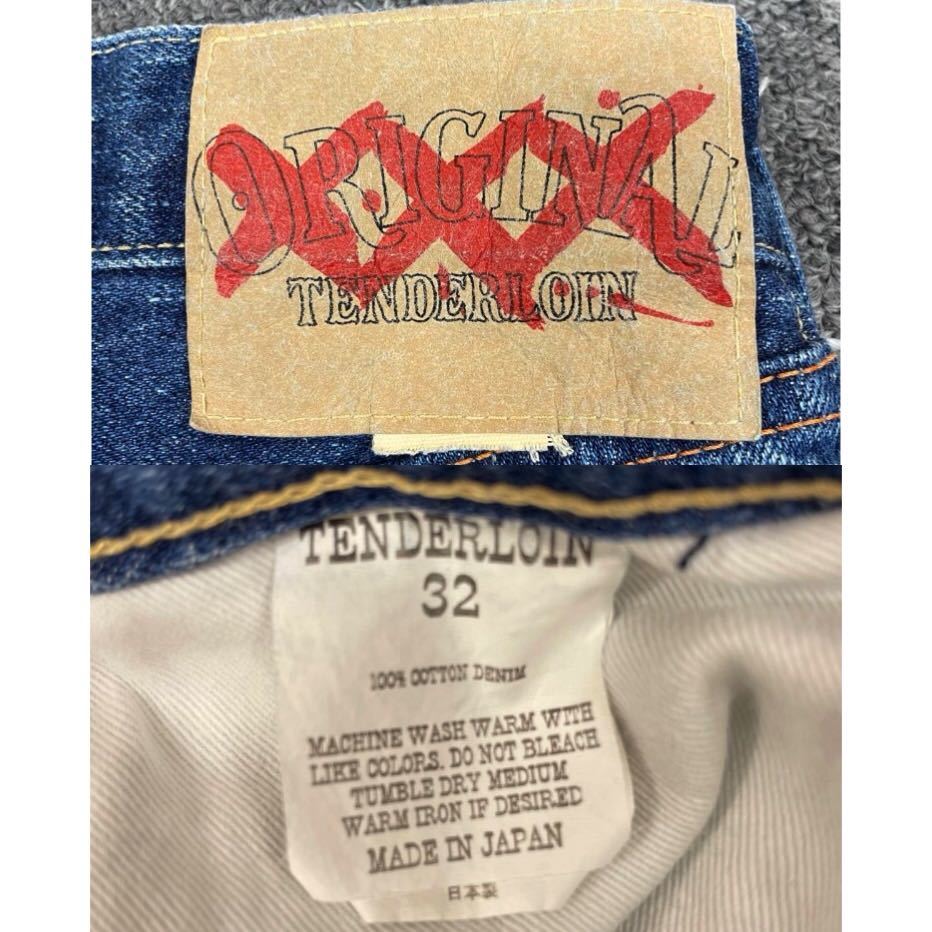 ORIGINAL
XXX
TENDERLOIN
TENDERLOIN
32
100% COTTON DENIM
MACHINE WASH WARM WITH
LIKE COLORS. DO NOT BLEACH
TUMBLE DRY MEDIUM
WARM IRON IF DESIRED
MADE IN JAPAN
日本製